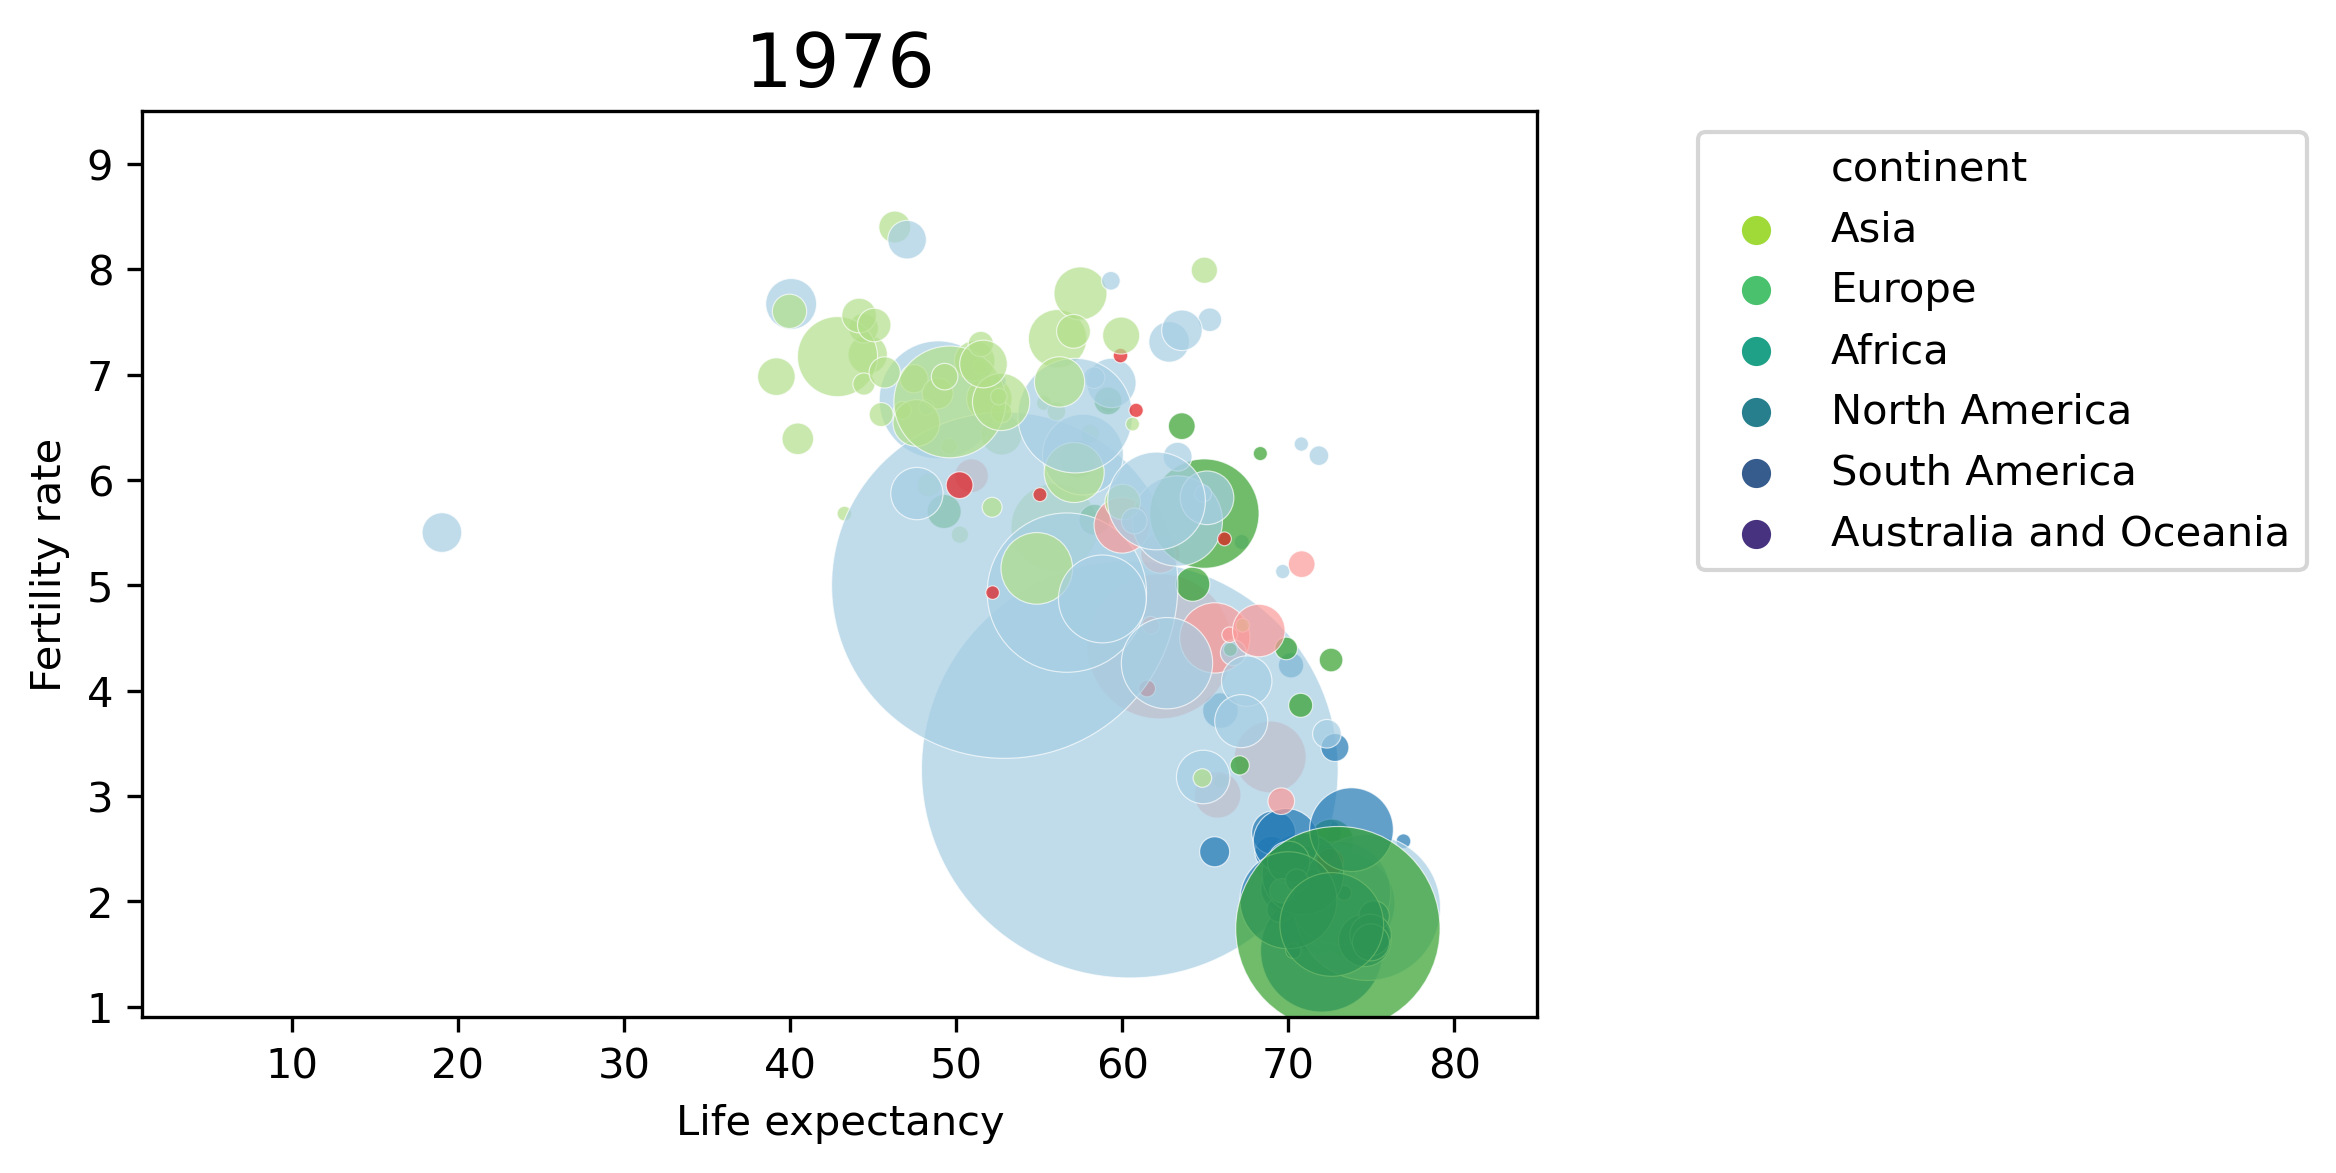 1976
9
8
7
6
5
4
3
2
1
Fertility rate
10 20 30 40 50 60 70 80
Life expectancy
continent
Asia
Europe
Africa
North America
South America
Australia and Oceania